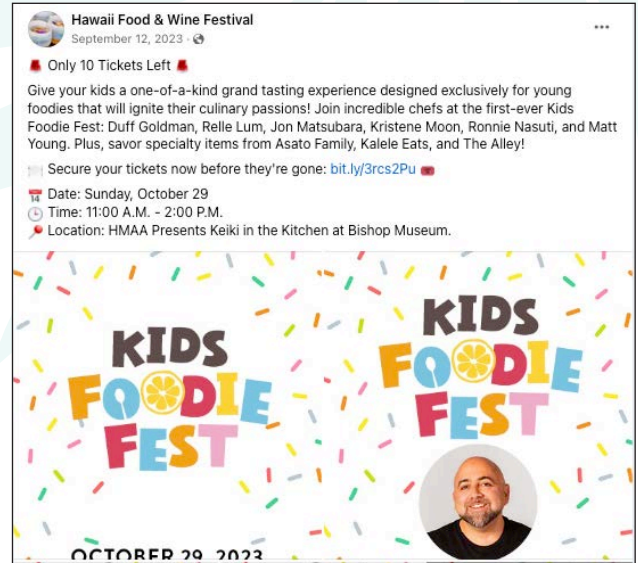 Hawaii Food & Wine Festival
September 12, 2023 ·
Only 10 Tickets Left
Give your kids a one-of-a-kind grand tasting experience designed exclusively for young
foodies that will ignite their culinary passions! Join incredible chefs at the first-ever Kids
Foodie Fest: Duff Goldman, Relle Lum, Jon Matsubara, Kristene Moon, Ronnie Nasuti, and Matt
Young. Plus, savor specialty items from Asato Family, Kalele Eats, and The Alley!
Secure your tickets now before they're gone: bit.ly/3rcs2Pu
Date: Sunday, October 29
Time: 11:00 A.M. - 2:00 P.M.
Location: HMAA Presents Keiki in the Kitchen at Bishop Museum.
KIDS
FOODIE
FEST
OCTOBER 29, 2023
KIDS
FOODIE
FEST